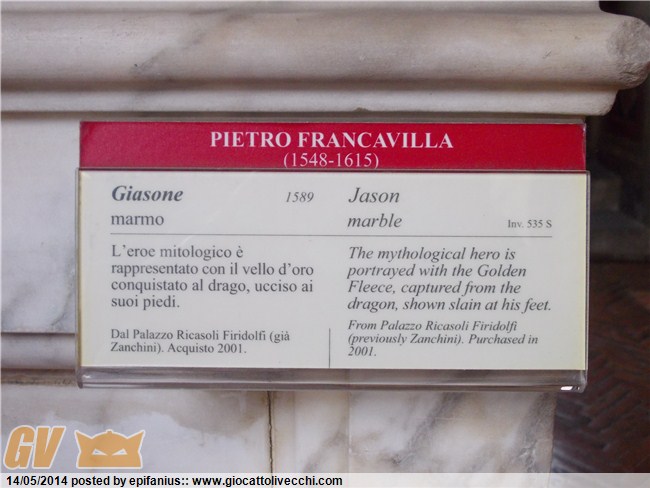 PIETRO FRANCAVILLA
(1548-1615)
Giasone 1589
marmo
L'eroe mitologico è
rappresentato con il vello d'oro
conquistato al drago, ucciso ai
suoi piedi.
Dal Palazzo Ricasoli Firidolfi (già
Zanchini). Acquisto 2001.
Jason
marble Inv. 535 S
The mythological hero is
portrayed with the Golden
Fleece, captured from the
dragon, shown slain at his feet.
From Palazzo Ricasoli Firidolfi
(previously Zanchini). Purchased in
2001.
GV
14/05/2014 posted by epifanius:: www.giocattolivecchi.com